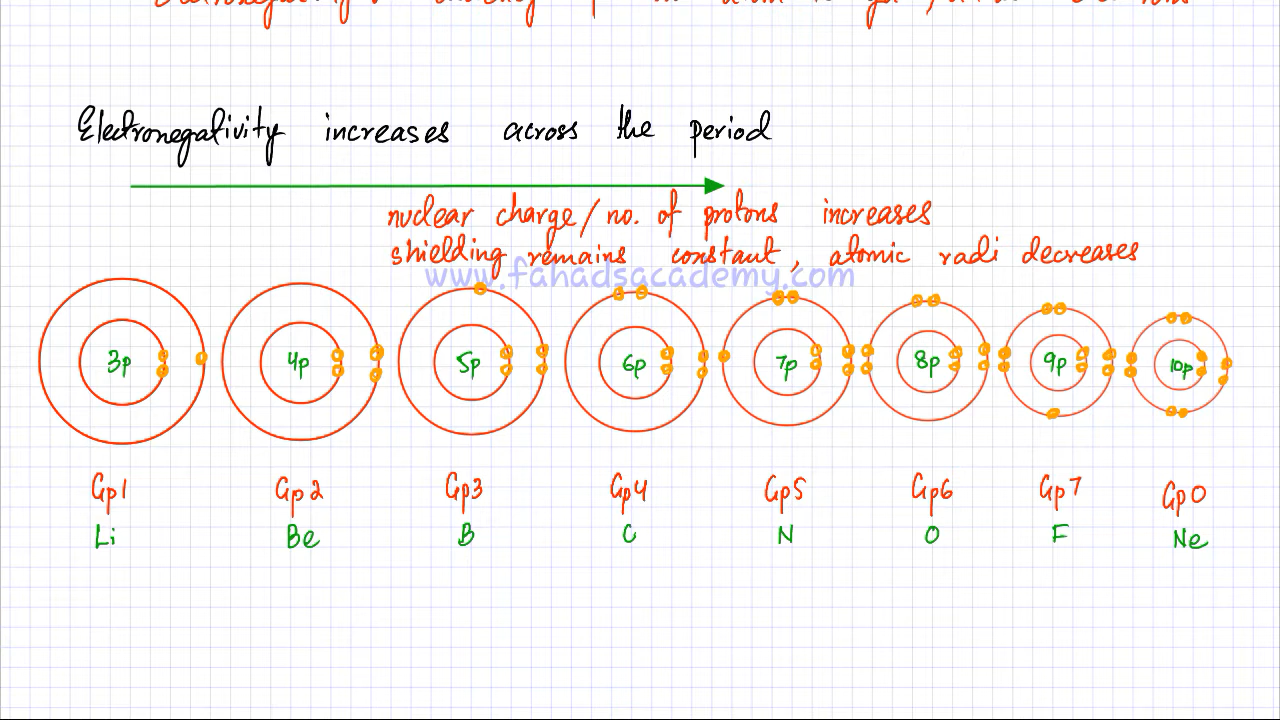 Electronegativity increases across the period
nuclear charge/no. of protons increases
shielding remains constant, atomic radi decreases
www.fahadsacademy.com
3p 4p 5p 6p 7p 8p 9p 10p
Gp1 Gp2 Gp3 Gp4 Gp5 Gp6 Gp7 Gp0
Li Be B C N O F Ne